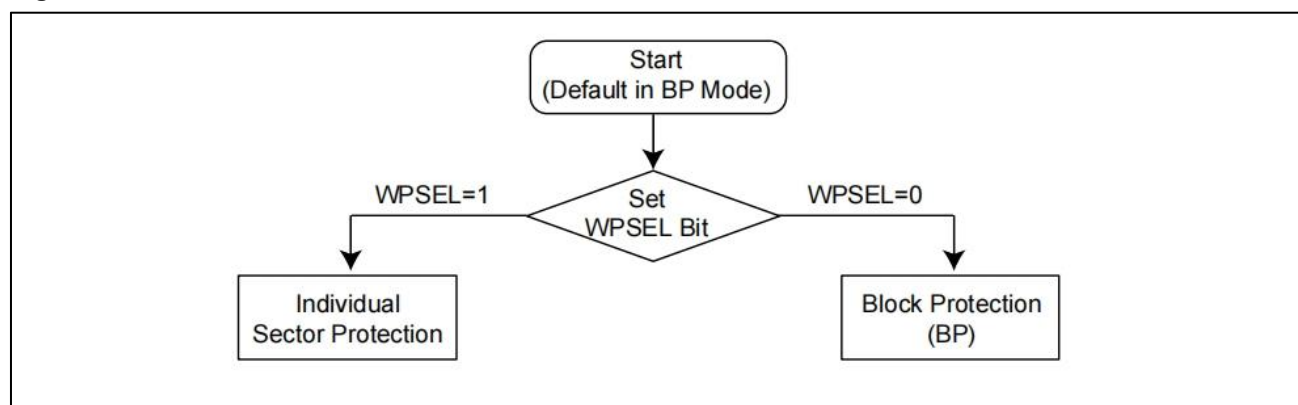 Start
(Default in BP Mode)
WPSEL=1
Set
WPSEL Bit
WPSEL=0
Individual
Sector Protection
Block Protection
(BP)